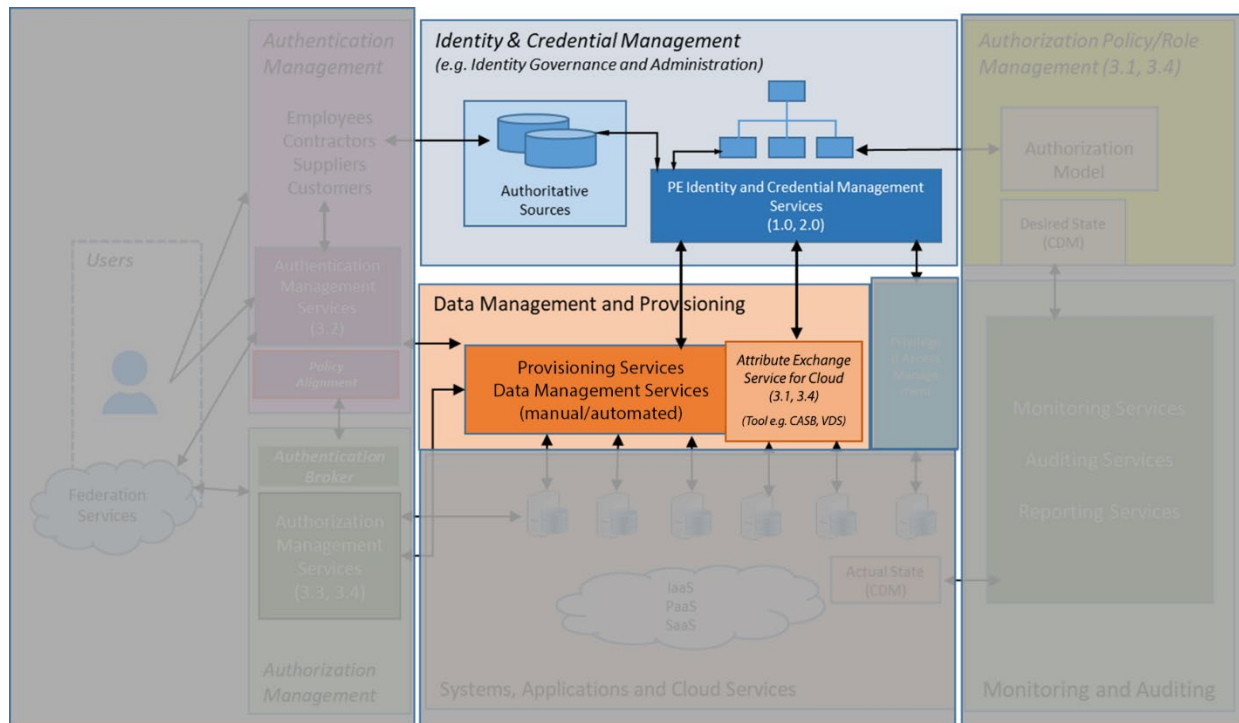 Authentication
Management
Employees
Contractors
Suppliers
Customers
Users
Authentication
Management
Services
(3.2)
Policy
Alignment
Authentication
Broker
Federation
Services
Authorization
Management
Services
(3.3, 3.4)
Authorization
Management
Identity & Credential Management
(e.g. Identity Governance and Administration)
Authoritative
Sources
PE Identity and Credential Management
Services
(1.0, 2.0)
Data Management and Provisioning
Provisioning Services
Data Management Services
(manual/automated)
Attribute Exchange
Service for Cloud
(3.1, 3.4)
(Tool e.g. CASB, VDS)
Actual State
(CDM)
IaaS
PaaS
SaaS
Systems, Applications and Cloud Services
Authorization Policy/Role
Management (3.1, 3.4)
Authorization
Model
Desired State
(CDM)
Monitoring Services
Auditing Services
Reporting Services
Monitoring and Auditing